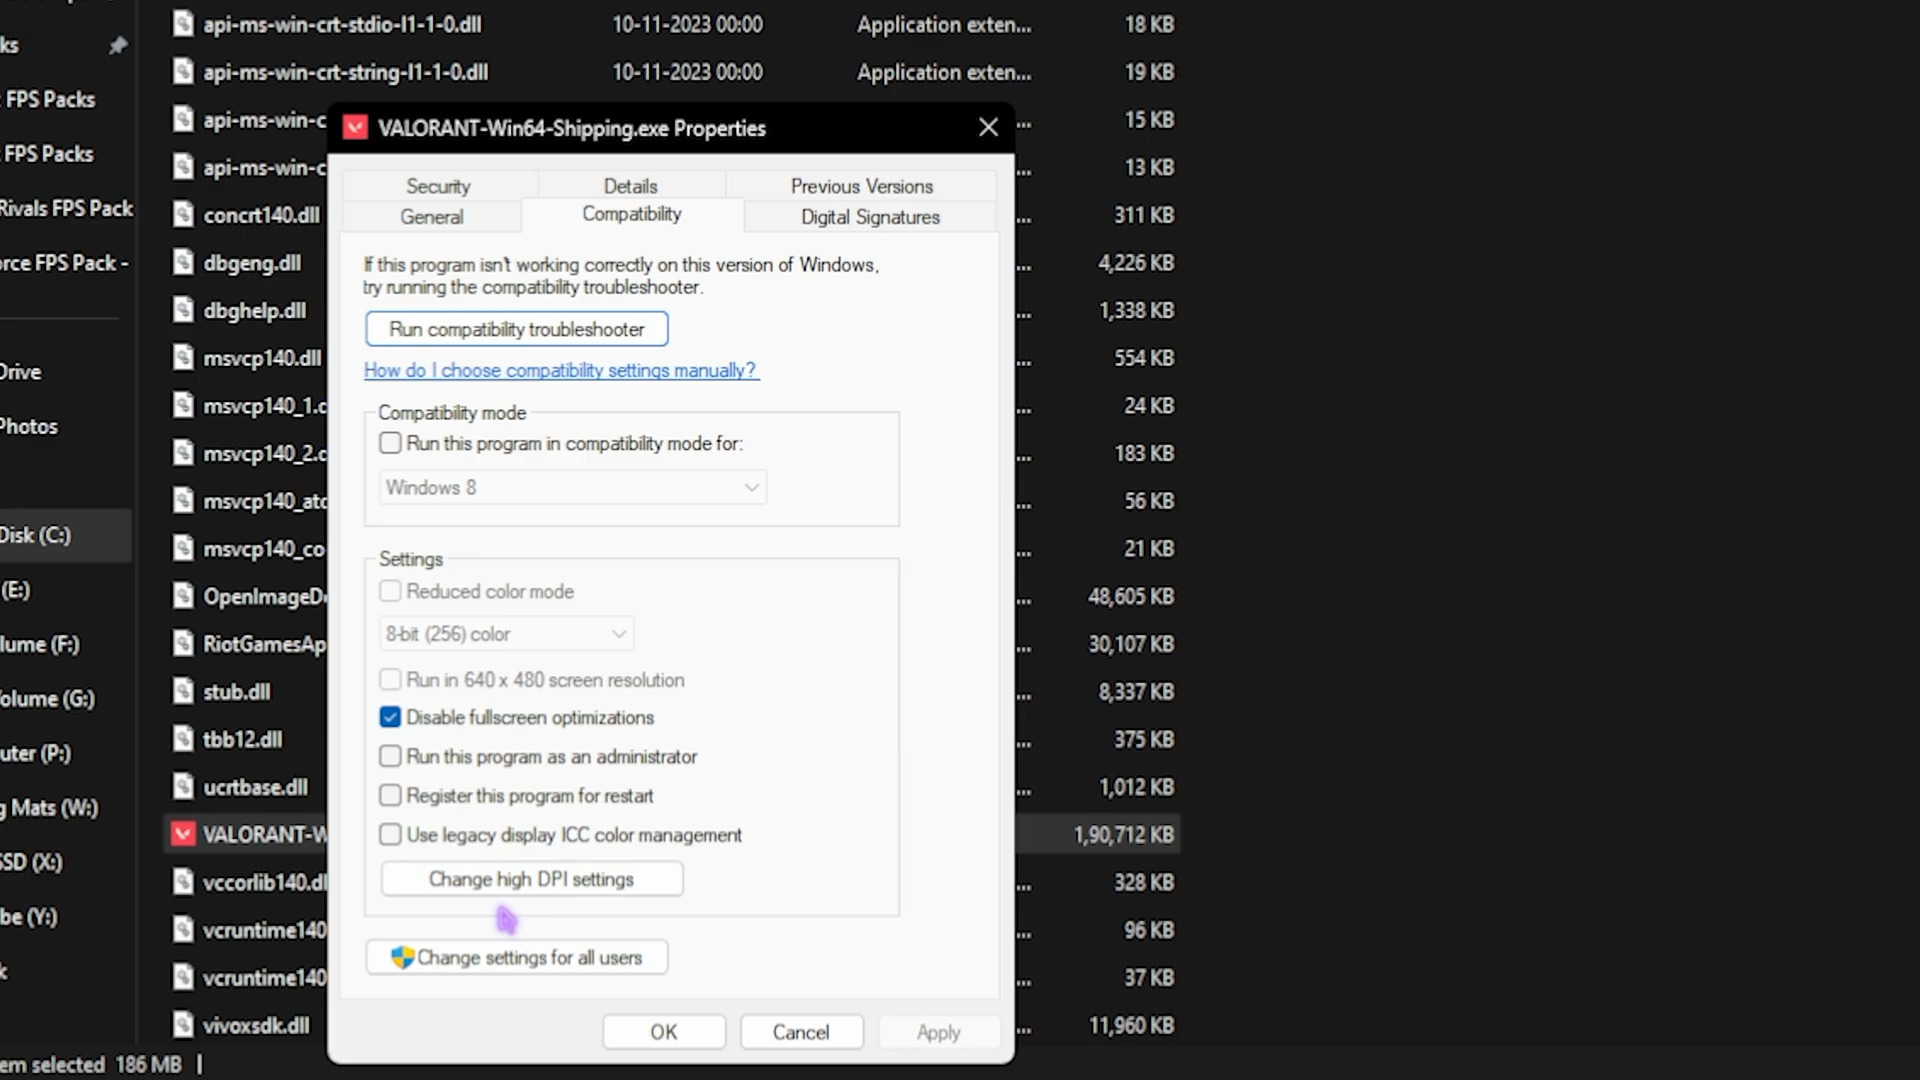 api-ms-win-crt-stdio-l1-1-0.dll 10-11-2023 00:00 Application exten... 18 KB
ks api-ms-win-crt-string-l1-1-0.dll 10-11-2023 00:00 Application exten... 19 KB
FPS Packs api-ms-win-c ... 15 KB
FPS Packs api-ms-win-c ... 13 KB
Rivals FPS Pack concrt140.dll ... 311 KB
orce FPS Pack - dbgeng.dll ... 4,226 KB
dbghelp.dll ... 1,338 KB
Drive msvcp140.dll ... 554 KB
Photos msvcp140_1.c ... 24 KB
msvcp140_2.c ... 183 KB
msvcp140_atc ... 56 KB
Disk (C:) msvcp140_co ... 21 KB
(E:) OpenImageD ... 48,605 KB
lume (F:) RiotGamesAp ... 30,107 KB
olume (G:) stub.dll ... 8,337 KB
uter (P:) tbb12.dll ... 375 KB
g Mats (W:) ucrtbase.dll ... 1,012 KB
SSD (X:) VALORANT-W 1,90,712 KB
be (Y:) vccorlib140.dl ... 328 KB
k vcruntime140 ... 96 KB
vcruntime140 ... 37 KB
vivoxsdk.dll ... 11,960 KB
em selected 186 MB
VALORANT-Win64-Shipping.exe Properties
Security Details Previous Versions
General Compatibility Digital Signatures
If this program isn't working correctly on this version of Windows,
try running the compatibility troubleshooter.
Run compatibility troubleshooter
How do I choose compatibility settings manually?
Compatibility mode
Run this program in compatibility mode for:
Windows 8
Settings
Reduced color mode
8-bit (256) color
Run in 640 x 480 screen resolution
Disable fullscreen optimizations
Run this program as an administrator
Register this program for restart
Use legacy display ICC color management
Change high DPI settings
Change settings for all users
OK Cancel Apply